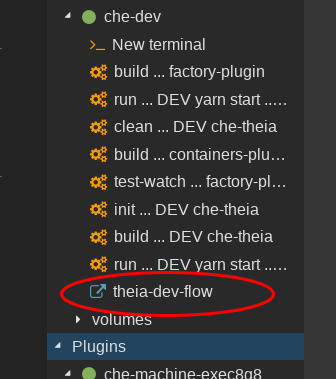 che-dev
New terminal
build ... factory-plugin
run ... DEV yarn start ..…
clean ... DEV che-theia
build ... containers-plu…
test-watch ... factory-pl…
init ... DEV che-theia
build ... DEV che-theia
run ... DEV yarn start ..…
theia-dev-flow
volumes
Plugins
che-machine-exec8g8